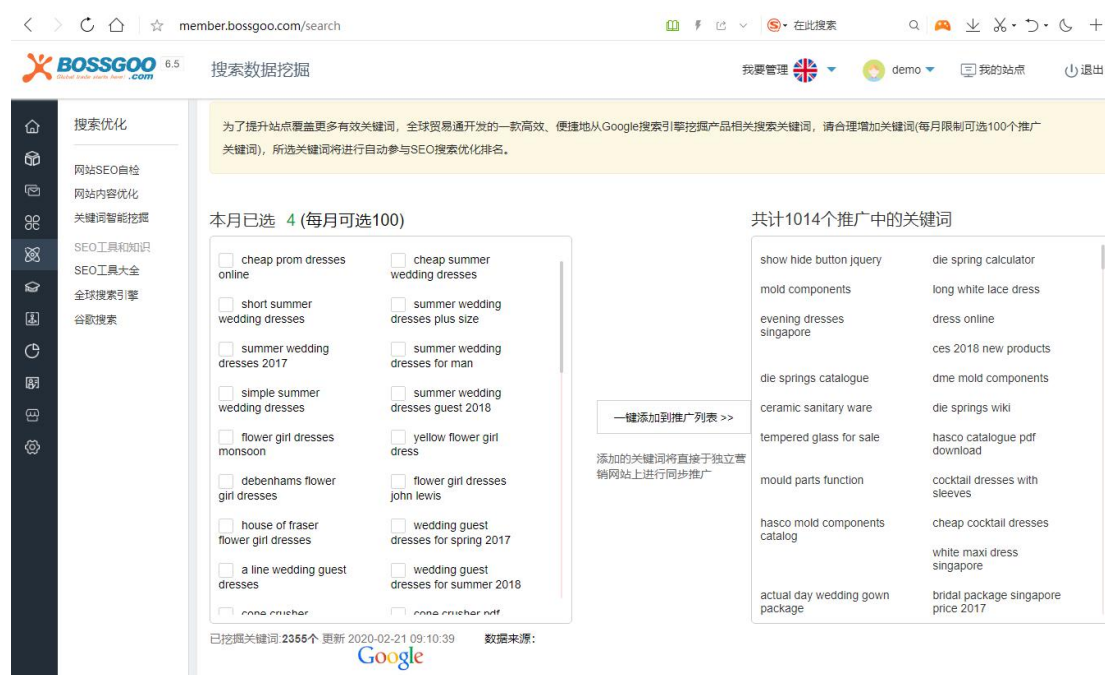 member.bossgoo.com/search
在此搜索
BOSSGOO 6.5
Global trade starts here! .com
搜索数据挖掘
我要管理
demo
我的站点
退出
搜索优化
网站SEO自检
网站内容优化
关键词智能挖掘
SEO工具和知识
SEO工具大全
全球搜索引擎
谷歌搜索
为了提升站点覆盖更多有效关键词，全球贸易通开发的一款高效、便捷地从Google搜索引擎挖掘产品相关搜索关键词，请合理增加关键词(每月限制可选100个推广
关键词)，所选关键词将进行自动参与SEO搜索优化排名。
本月已选 4 (每月可选100)
cheap prom dresses
online
cheap summer
wedding dresses
short summer
wedding dresses
summer wedding
dresses plus size
summer wedding
dresses 2017
summer wedding
dresses for man
simple summer
wedding dresses
summer wedding
dresses guest 2018
flower girl dresses
monsoon
yellow flower girl
dress
debenhams flower
girl dresses
flower girl dresses
john lewis
house of fraser
flower girl dresses
wedding guest
dresses for spring 2017
a line wedding guest
dresses
wedding guest
dresses for summer 2018
cone crusher
cone crusher pdf
已挖掘关键词:2355个 更新 2020-02-21 09:10:39 数据来源：
Google
一键添加到推广列表 >>
添加的关键词将直接于独立营
销网站上进行同步推广
共计1014个推广中的关键词
show hide button jquery
die spring calculator
mold components
long white lace dress
evening dresses
singapore
dress online
ces 2018 new products
die springs catalogue
dme mold components
ceramic sanitary ware
die springs wiki
tempered glass for sale
hasco catalogue pdf
download
mould parts function
cocktail dresses with
sleeves
hasco mold components
catalog
cheap cocktail dresses
white maxi dress
singapore
actual day wedding gown
package
bridal package singapore
price 2017